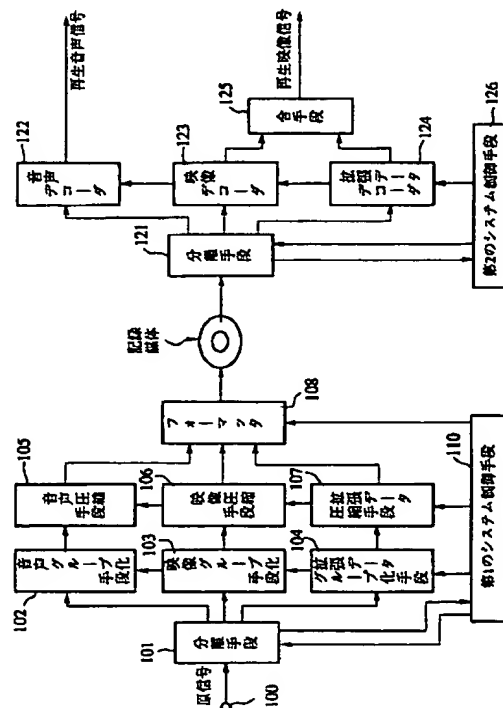 原信号
100
101
分離手段
102
音声グループ化
手段
103
映像グループ化
手段
104
拡張データ
グループ化手段
105
音声圧縮
手段
106
映像圧縮
手段
107
拡張データ
圧縮手段
108
フォーマッタ
110
第1のシステム制御手段
記録
媒体
121
分離手段
122
音声
デコーダ
123
映像
デコーダ
124
拡張データ
デコーダ
125
合手段
126
第2のシステム制御手段
再生音声信号
再生映像信号